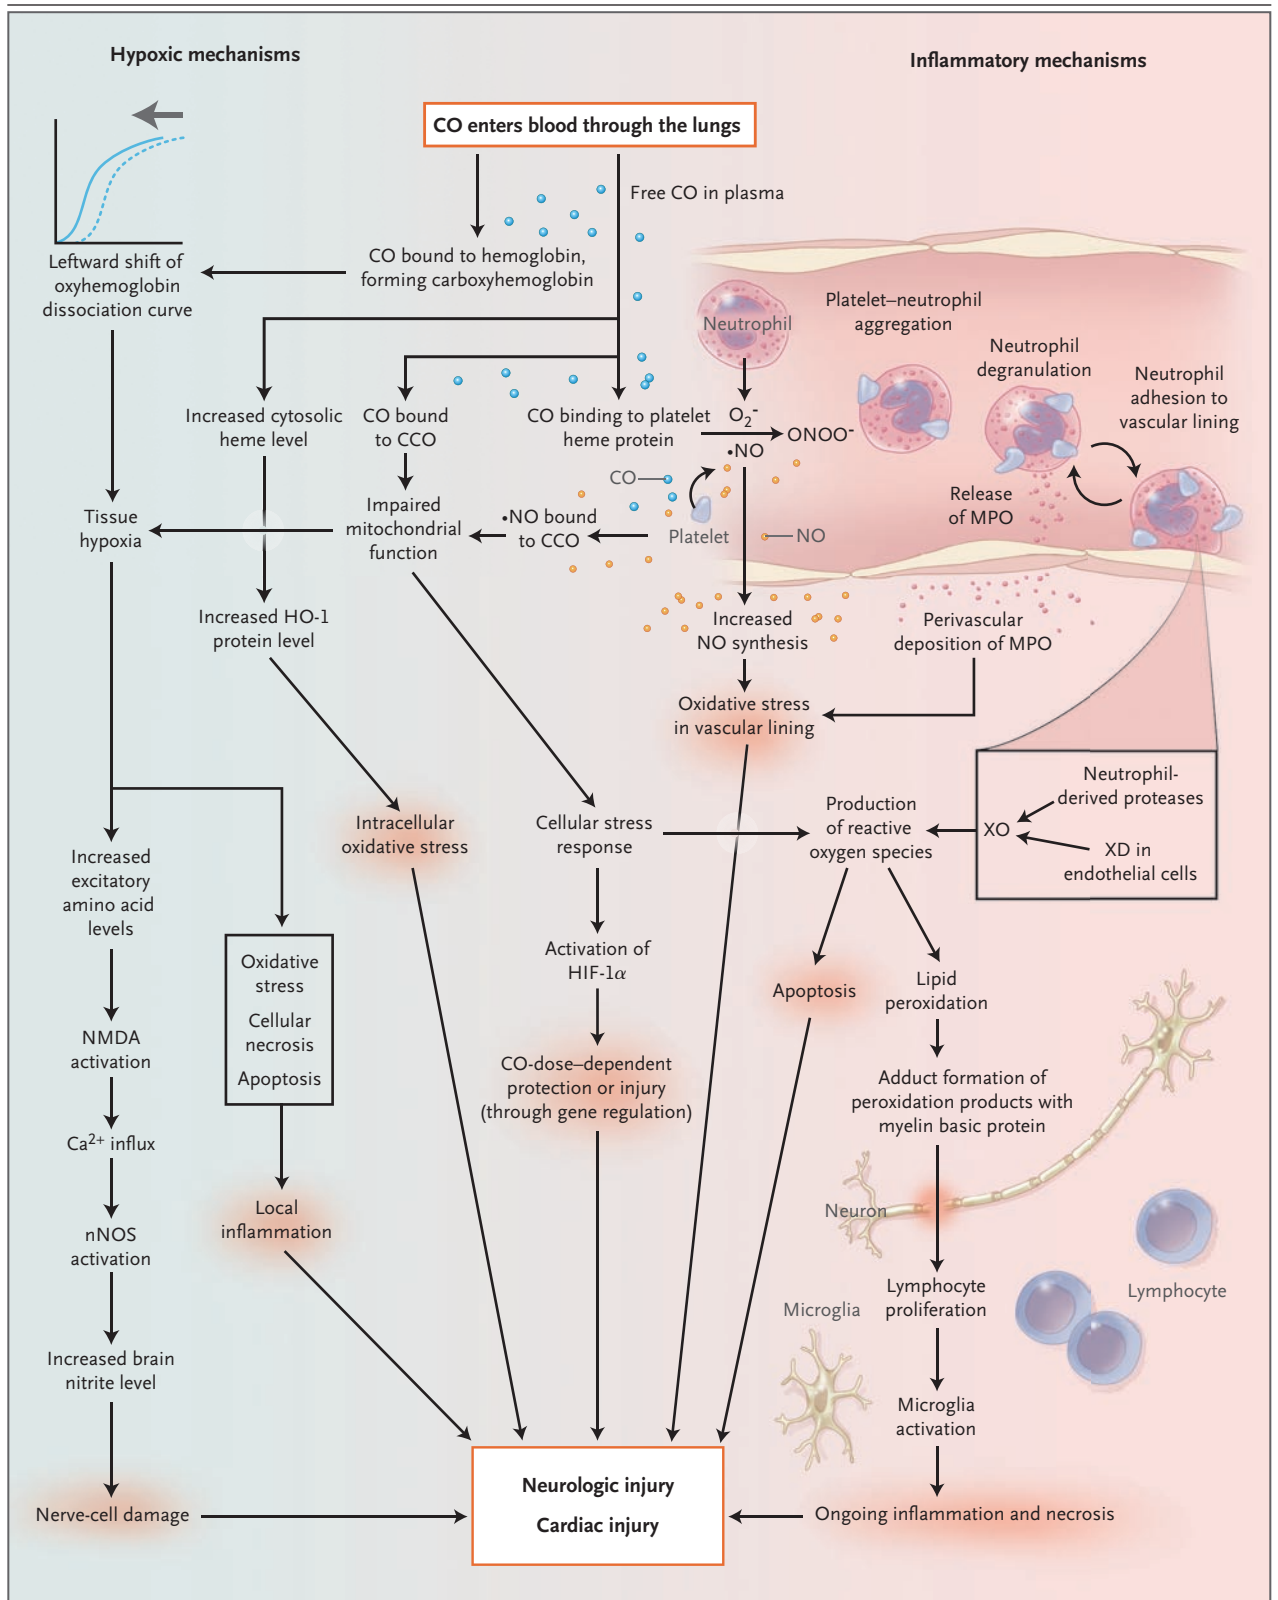 Hypoxic mechanisms
Inflammatory mechanisms
CO enters blood through the lungs
Free CO in plasma
CO bound to hemoglobin,
forming carboxyhemoglobin
Leftward shift of
oxyhemoglobin
dissociation curve
Neutrophil
Platelet–neutrophil
aggregation
Neutrophil
degranulation
Neutrophil
adhesion to
vascular lining
Increased cytosolic
heme level
CO bound
to CCO
CO binding to platelet
heme protein
O₂⁻
•NO
ONOO⁻
CO
Platelet
NO
Release
of MPO
Tissue
hypoxia
Impaired
mitochondrial
function
•NO bound
to CCO
Increased HO-1
protein level
Increased
NO synthesis
Perivascular
deposition of MPO
Oxidative stress
in vascular lining
Neutrophil-
derived proteases
XO
XD in
endothelial cells
Intracellular
oxidative stress
Cellular stress
response
Production
of reactive
oxygen species
Increased
excitatory
amino acid
levels
Oxidative
stress
Cellular
necrosis
Apoptosis
Activation of
HIF-1α
Apoptosis
Lipid
peroxidation
NMDA
activation
CO-dose–dependent
protection or injury
(through gene regulation)
Adduct formation of
peroxidation products with
myelin basic protein
Ca²⁺ influx
Local
inflammation
nNOS
activation
Neuron
Lymphocyte
proliferation
Lymphocyte
Microglia
Increased brain
nitrite level
Microglia
activation
Nerve-cell damage
Neurologic injury
Cardiac injury
Ongoing inflammation and necrosis